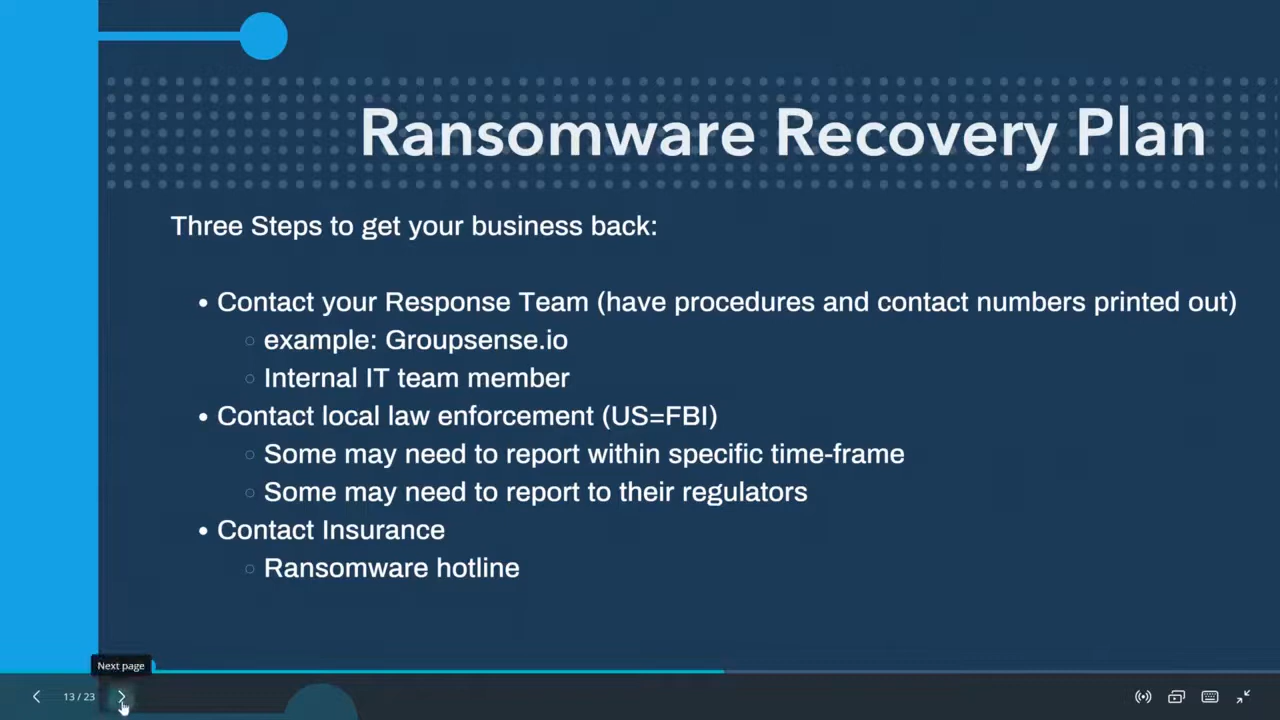 Ransomware Recovery Plan
Three Steps to get your business back:
• Contact your Response Team (have procedures and contact numbers printed out)
○ example: Groupsense.io
○ Internal IT team member
• Contact local law enforcement (US=FBI)
○ Some may need to report within specific time-frame
○ Some may need to report to their regulators
• Contact Insurance
○ Ransomware hotline
Next page
13 / 23